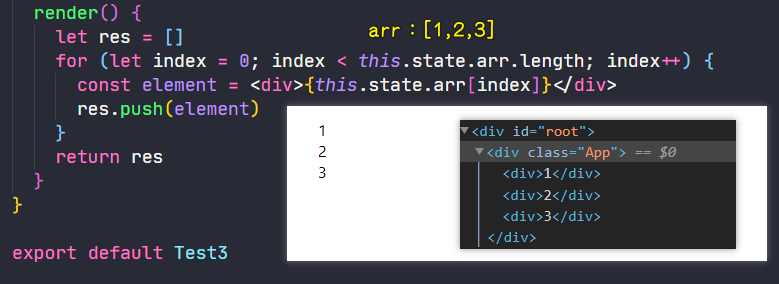 render() {
arr：[1,2,3]
let res = []
for (let index = 0; index < this.state.arr.length; index++) {
const element = <div>{this.state.arr[index]}</div>
res.push(element)
}
return res
}
}
export default Test3
1
2
3
<div id="root">
<div class="App"> == $0
<div>1</div>
<div>2</div>
<div>3</div>
</div>